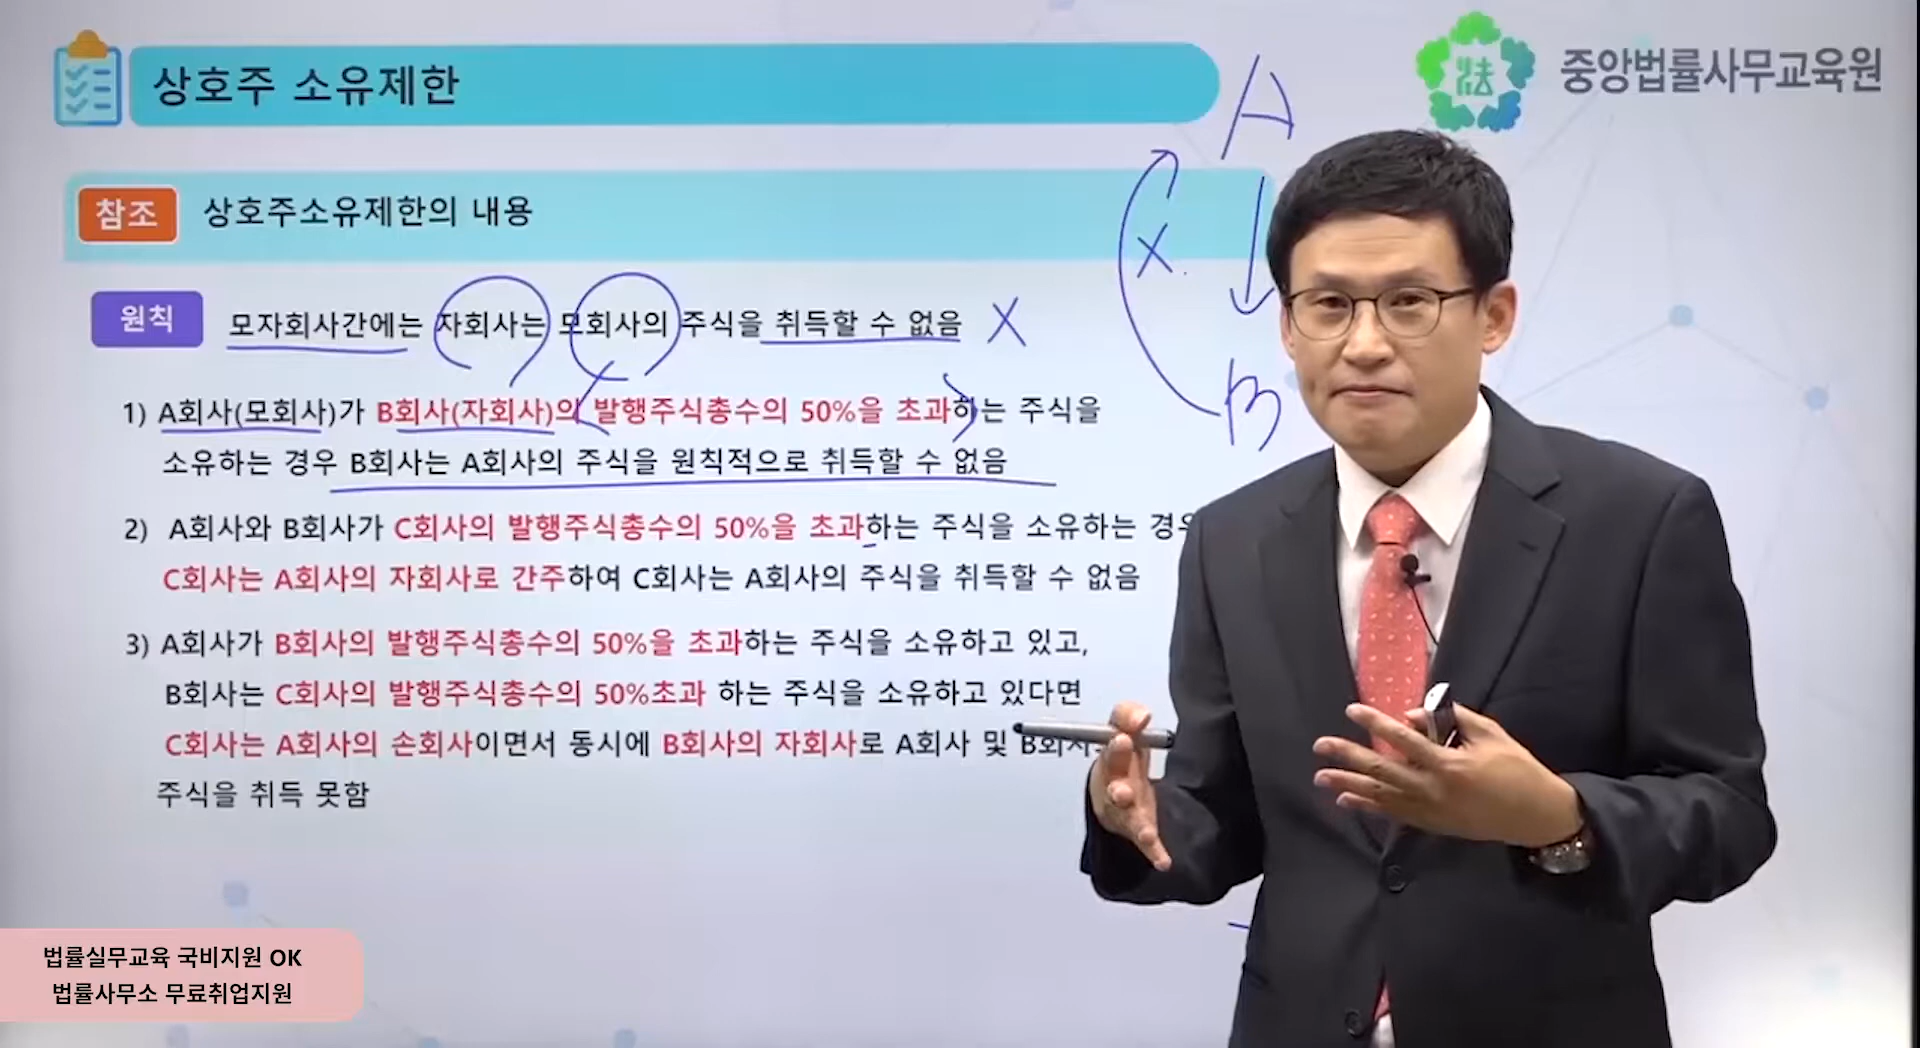 상호주 소유제한
중앙법률사무교육원
A
참조 상호주소유제한의 내용
X
원칙 모자회사간에는 자회사는 모회사의 주식을 취득할 수 없음 X
B
1) A회사(모회사)가 B회사(자회사)의 발행주식총수의 50%을 초과하는 주식을
소유하는 경우 B회사는 A회사의 주식을 원칙적으로 취득할 수 없음
2) A회사와 B회사가 C회사의 발행주식총수의 50%을 초과하는 주식을 소유하는 경우
C회사는 A회사의 자회사로 간주하여 C회사는 A회사의 주식을 취득할 수 없음
3) A회사가 B회사의 발행주식총수의 50%을 초과하는 주식을 소유하고 있고,
B회사는 C회사의 발행주식총수의 50%초과 하는 주식을 소유하고 있다면
C회사는 A회사의 손회사이면서 동시에 B회사의 자회사로 A회사 및
주식을 취득 못함
법률실무교육 국비지원 OK
법률사무소 무료취업지원